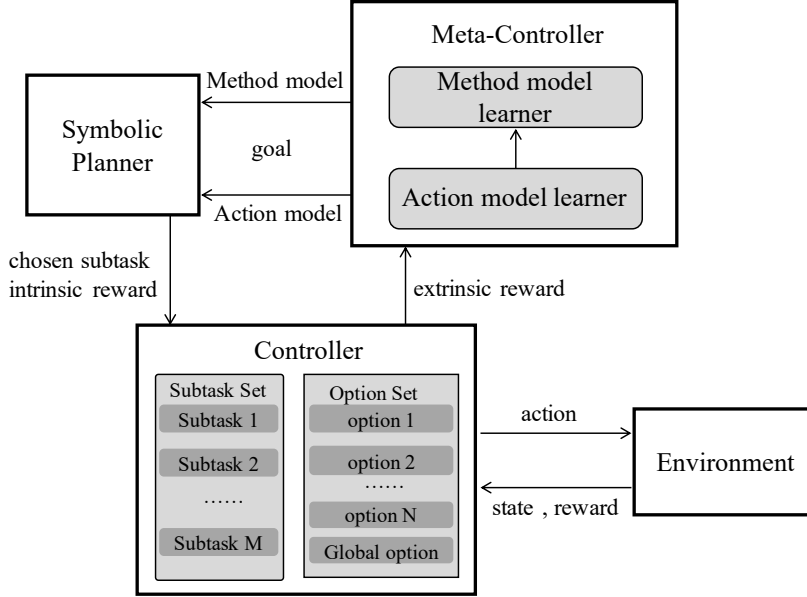 Meta-Controller
Method model
learner
Action model learner
Method model
goal
Action model
Symbolic
Planner
chosen subtask
intrinsic reward
extrinsic reward
Controller
Subtask Set
Subtask 1
Subtask 2
......
Subtask M
Option Set
option 1
option 2
......
option N
Global option
action
state , reward
Environment